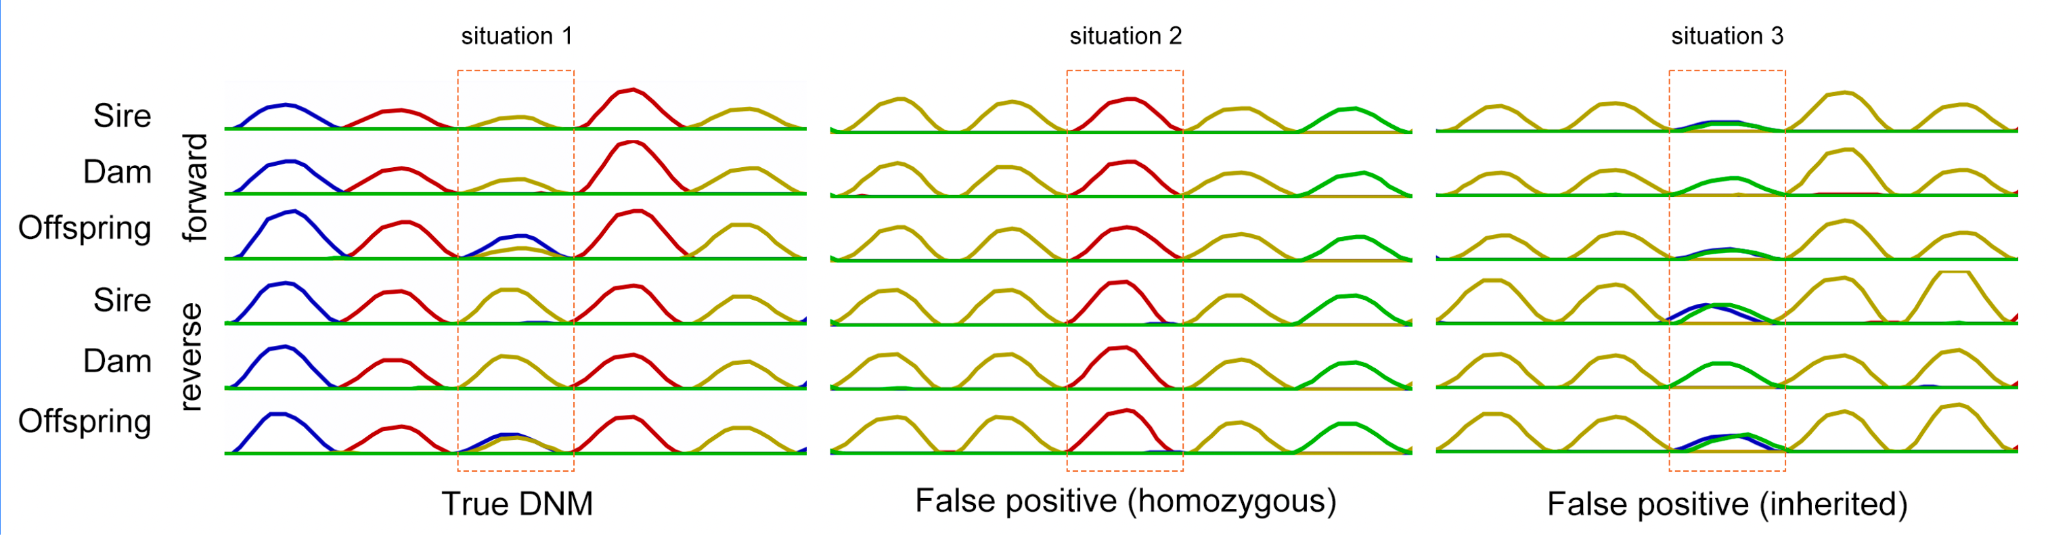 situation 1
situation 2
situation 3
Sire
Dam
Offspring
forward
Sire
Dam
Offspring
reverse
True DNM
False positive (homozygous)
False positive (inherited)